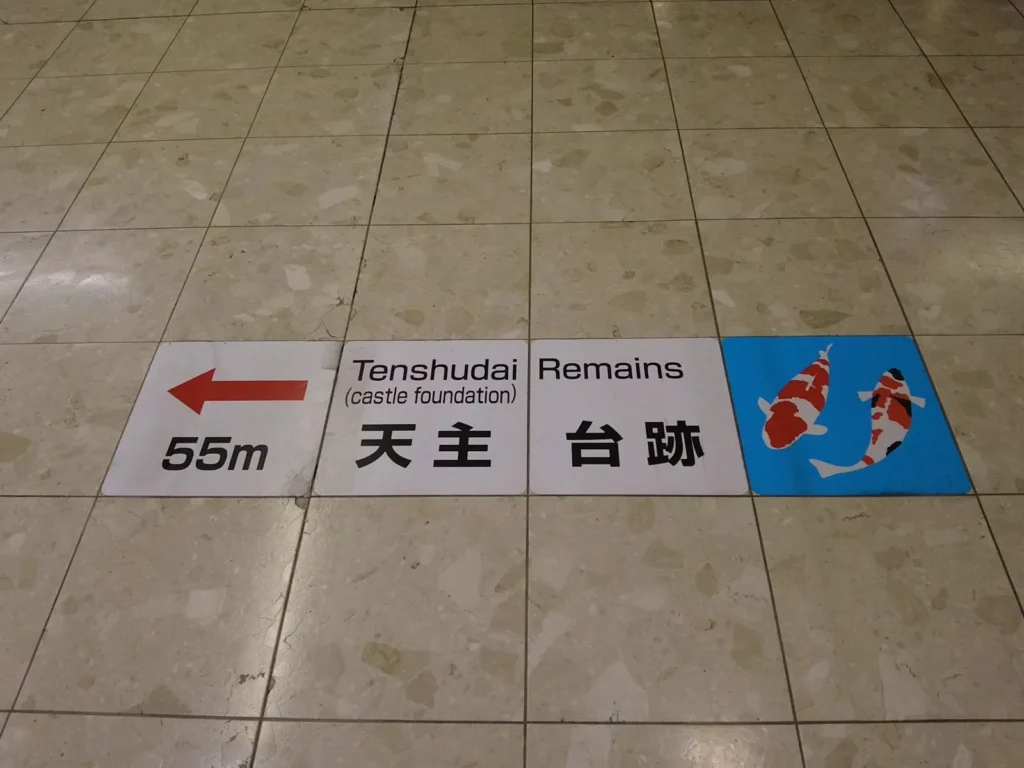 55m
Tenshudai Remains
(castle foundation)
天主台跡